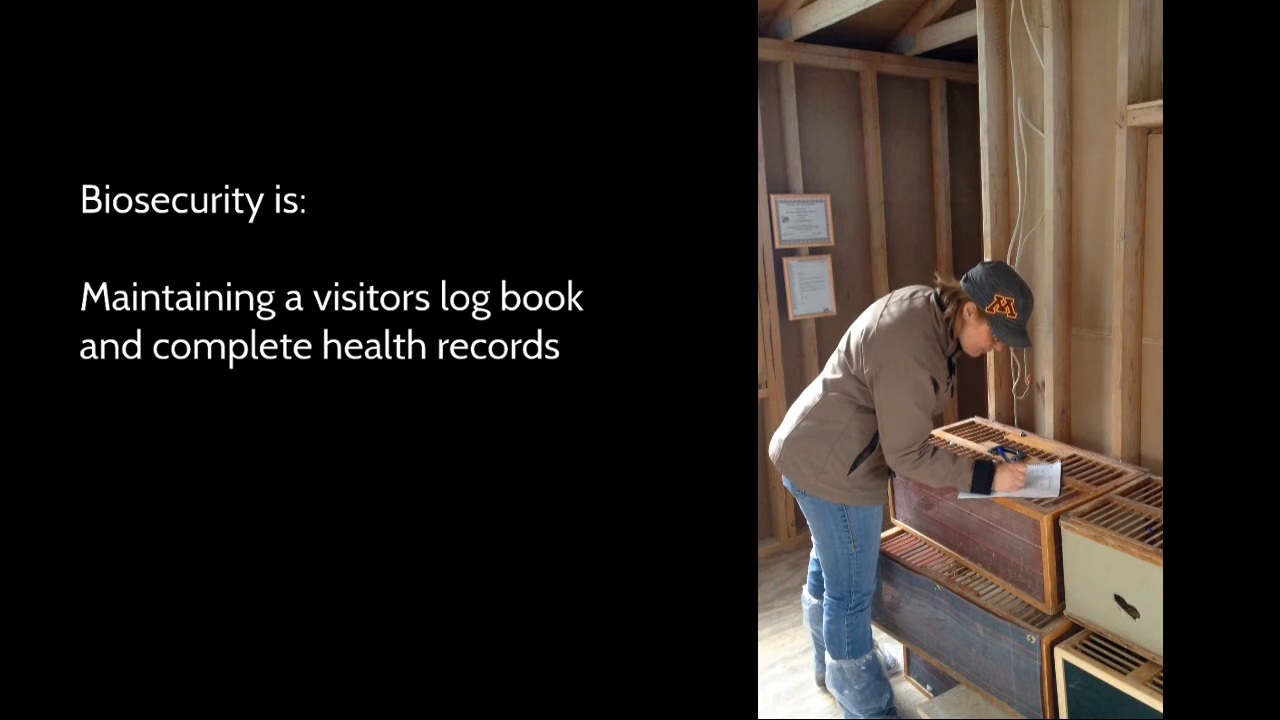 Biosecurity is:
Maintaining a visitors log book
and complete health records
M